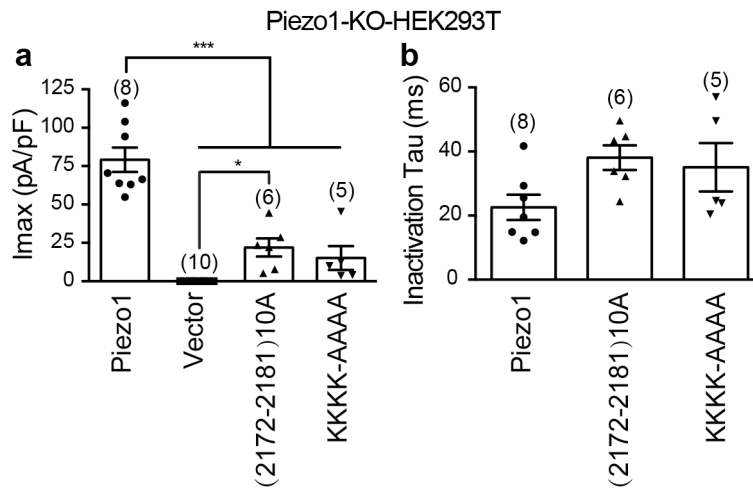 Piezo1-KO-HEK293T
a
***
(8)
*
(6)
(5)
(10)
Imax (pA/pF)
125
100
75
50
25
0
Piezo1
Vector
(2172-2181)10A
KKKK-AAAA
b
(8)
(6)
(5)
Inactivation Tau (ms)
60
40
20
0
Piezo1
(2172-2181)10A
KKKK-AAAA